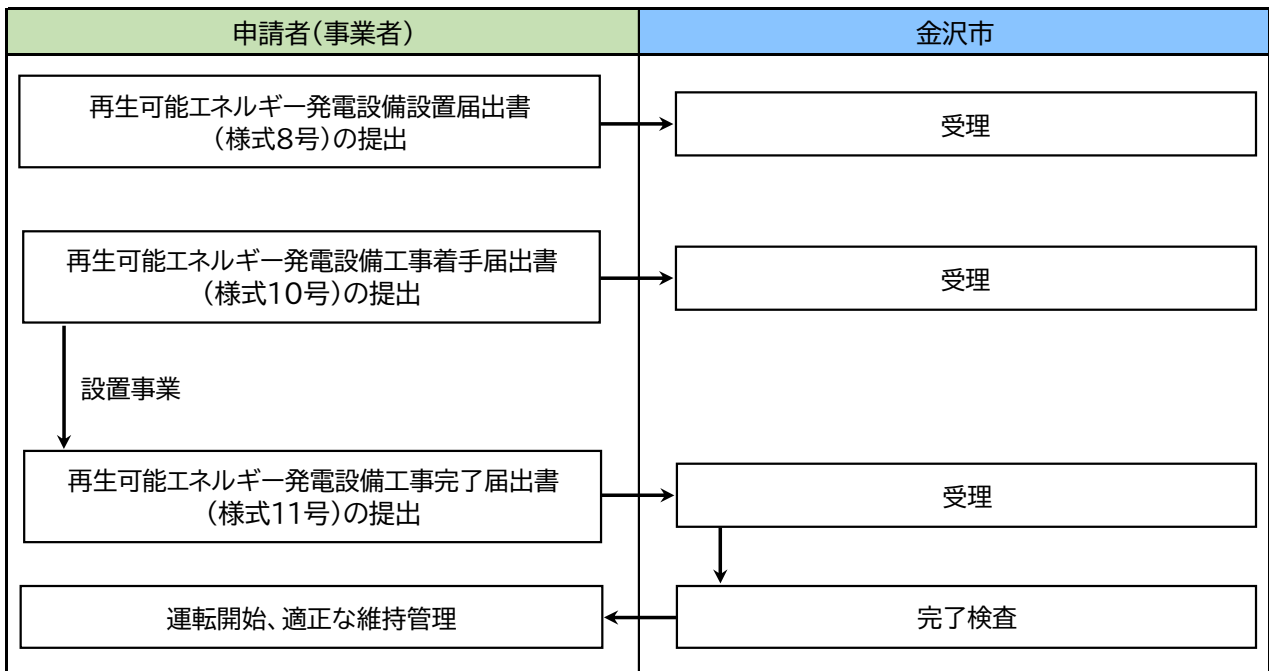 申請者(事業者)
金沢市
再生可能エネルギー発電設備設置届出書
(様式8号)の提出
受理
再生可能エネルギー発電設備工事着手届出書
(様式10号)の提出
受理
設置事業
再生可能エネルギー発電設備工事完了届出書
(様式11号)の提出
受理
運転開始、適正な維持管理
完了検査